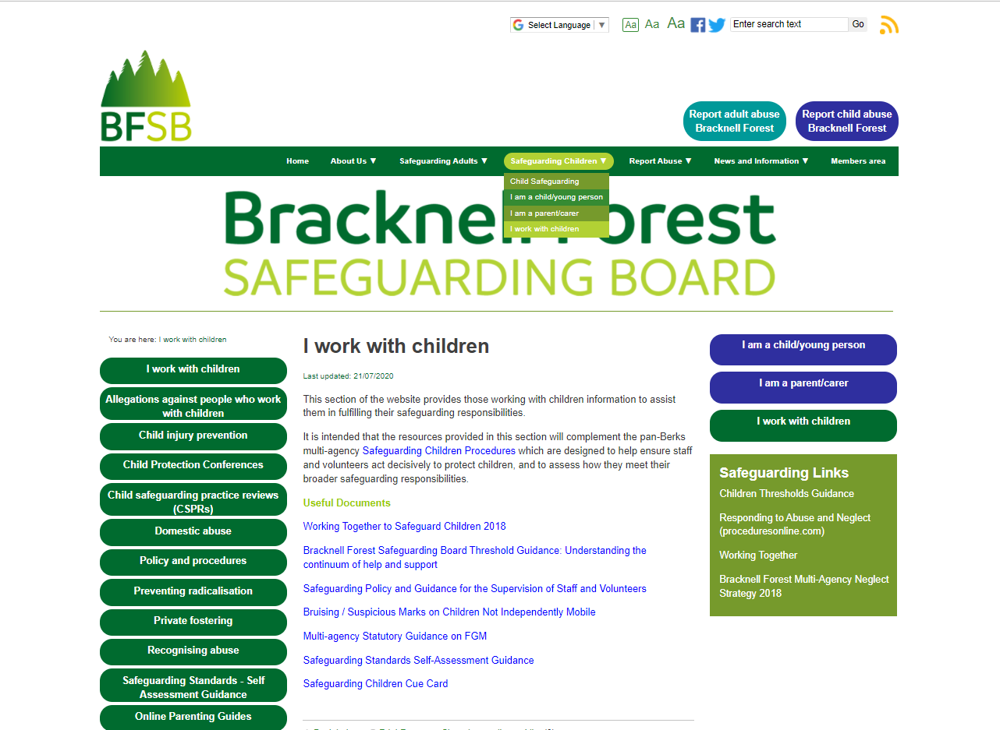 Select Language ▼
Aa Aa Aa
Enter search text
Go
BFSB
Report adult abuse
Bracknell Forest
Report child abuse
Bracknell Forest
Home
About Us ▼
Safeguarding Adults ▼
Safeguarding Children ▼
Report Abuse ▼
News and Information ▼
Members area
Child Safeguarding
I am a child/young person
I am a parent/carer
I work with children
Bracknell Forest
SAFEGUARDING BOARD
You are here: I work with children
I work with children
Allegations against people who work
with children
Child injury prevention
Child Protection Conferences
Child safeguarding practice reviews
(CSPRs)
Domestic abuse
Policy and procedures
Preventing radicalisation
Private fostering
Recognising abuse
Safeguarding Standards - Self
Assessment Guidance
Online Parenting Guides
I work with children
Last updated: 21/07/2020
This section of the website provides those working with children information to assist
them in fulfilling their safeguarding responsibilities.
It is intended that the resources provided in this section will complement the pan-Berks
multi-agency Safeguarding Children Procedures which are designed to help ensure staff
and volunteers act decisively to protect children, and to assess how they meet their
broader safeguarding responsibilities.
Useful Documents
Working Together to Safeguard Children 2018
Bracknell Forest Safeguarding Board Threshold Guidance: Understanding the
continuum of help and support
Safeguarding Policy and Guidance for the Supervision of Staff and Volunteers
Bruising / Suspicious Marks on Children Not Independently Mobile
Multi-agency Statutory Guidance on FGM
Safeguarding Standards Self-Assessment Guidance
Safeguarding Children Cue Card
I am a child/young person
I am a parent/carer
I work with children
Safeguarding Links
Children Thresholds Guidance
Responding to Abuse and Neglect
(proceduresonline.com)
Working Together
Bracknell Forest Multi-Agency Neglect
Strategy 2018